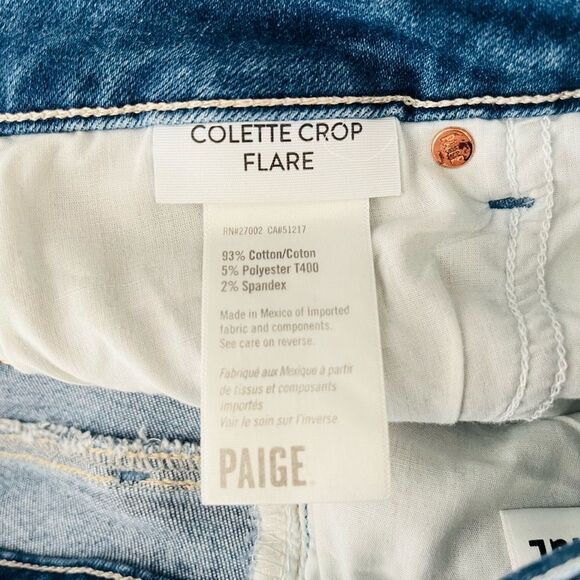 COLETTE CROP
FLARE
RN#27002 CA#51217
93% Cotton/Coton
5% Polyester T400
2% Spandex
Made in Mexico of Imported
fabric and components.
See care on reverse.
Fabriqué aux Mexique à partir
de tissus et composants
importés
Voir le soin sur l'inverse.
PAIGE